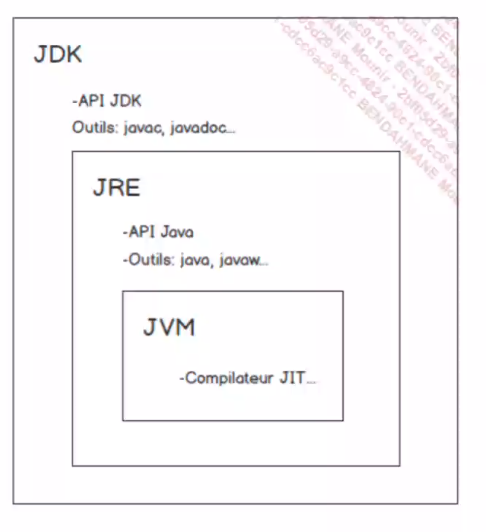 JDK
-API JDK
Outils: javac, javadoc...
JRE
-API Java
-Outils: java, javaw...
JVM
-Compilateur JIT...